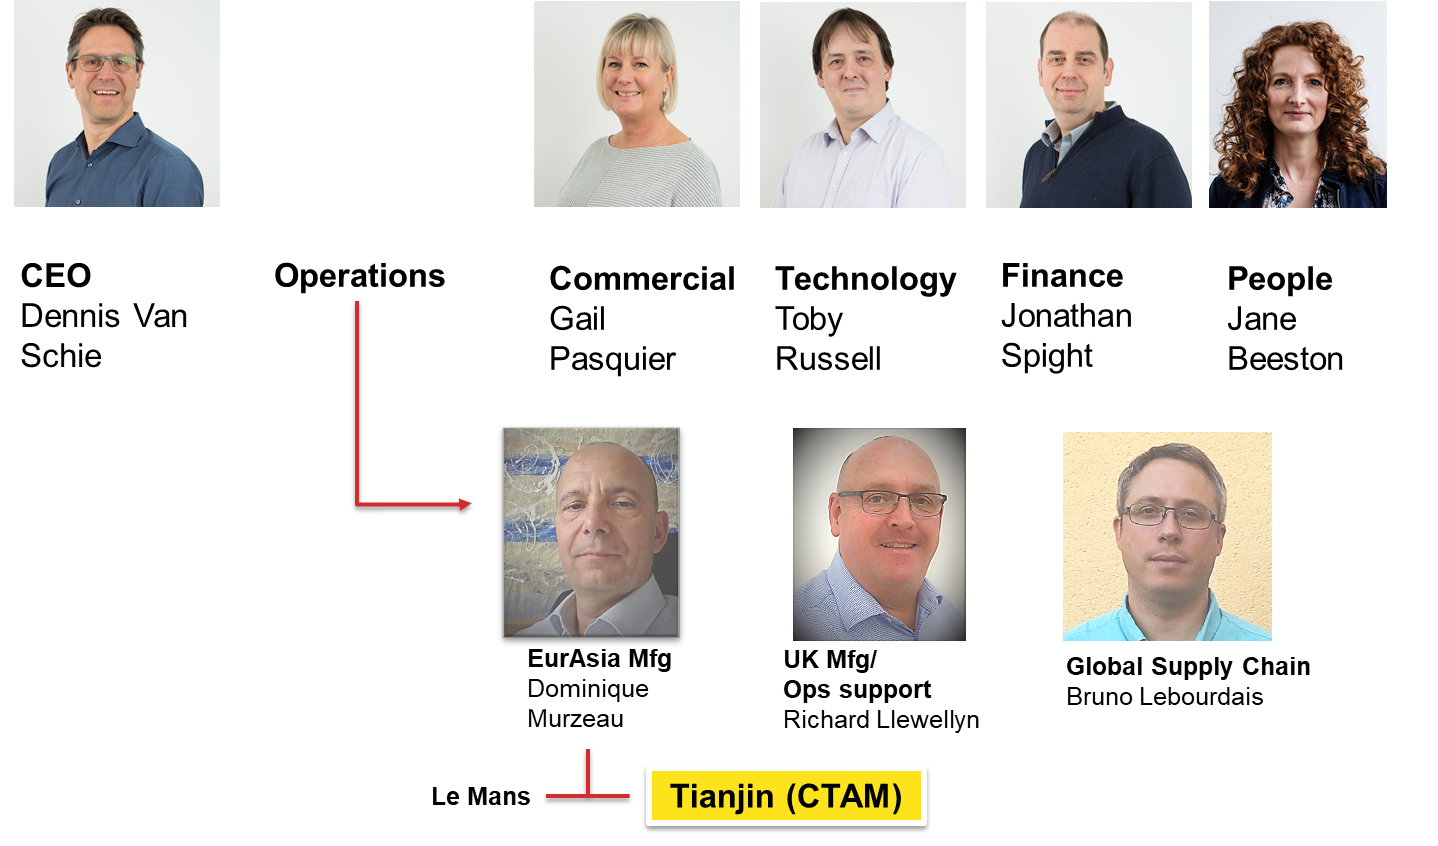 CEO
Dennis Van
Schie
Operations
Commercial
Gail
Pasquier
Technology
Toby
Russell
Finance
Jonathan
Spight
People
Jane
Beeston
EurAsia Mfg
Dominique
Murzeau
UK Mfg/
Ops support
Richard Llewellyn
Global Supply Chain
Bruno Lebourdais
Le Mans
Tianjin (CTAM)